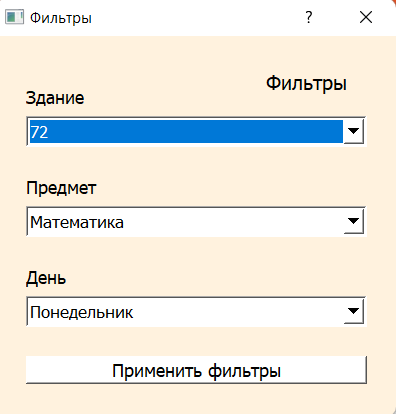 Фильтры
?
Фильтры
Здание
72
Предмет
Математика
День
Понедельник
Применить фильтры